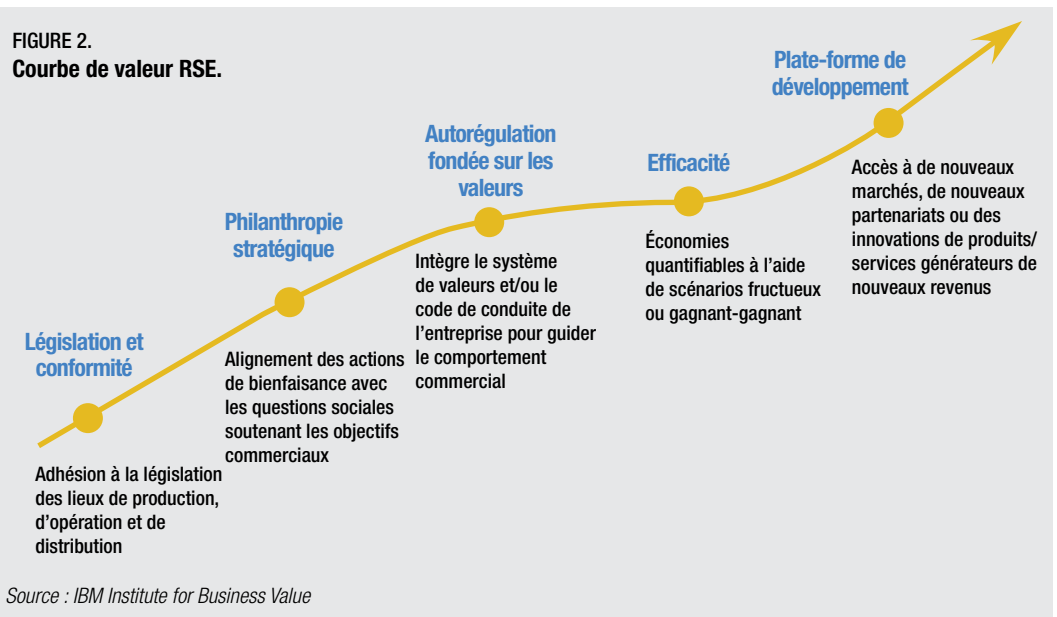 FIGURE 2.
Courbe de valeur RSE.
Législation et
conformité
Adhésion à la législation
des lieux de production,
d’opération et de
distribution
Philanthropie
stratégique
Alignement des actions
de bienfaisance avec
les questions sociales
soutenant les objectifs
commerciaux
Autorégulation
fondée sur les
valeurs
Intègre le système
de valeurs et/ou le
code de conduite de
l’entreprise pour guider
le comportement
commercial
Efficacité
Économies
quantifiables à l’aide
de scénarios fructueux
ou gagnant-gagnant
Plate-forme de
développement
Accès à de nouveaux
marchés, de nouveaux
partenariats ou des
innovations de produits/
services générateurs de
nouveaux revenus
Source : IBM Institute for Business Value